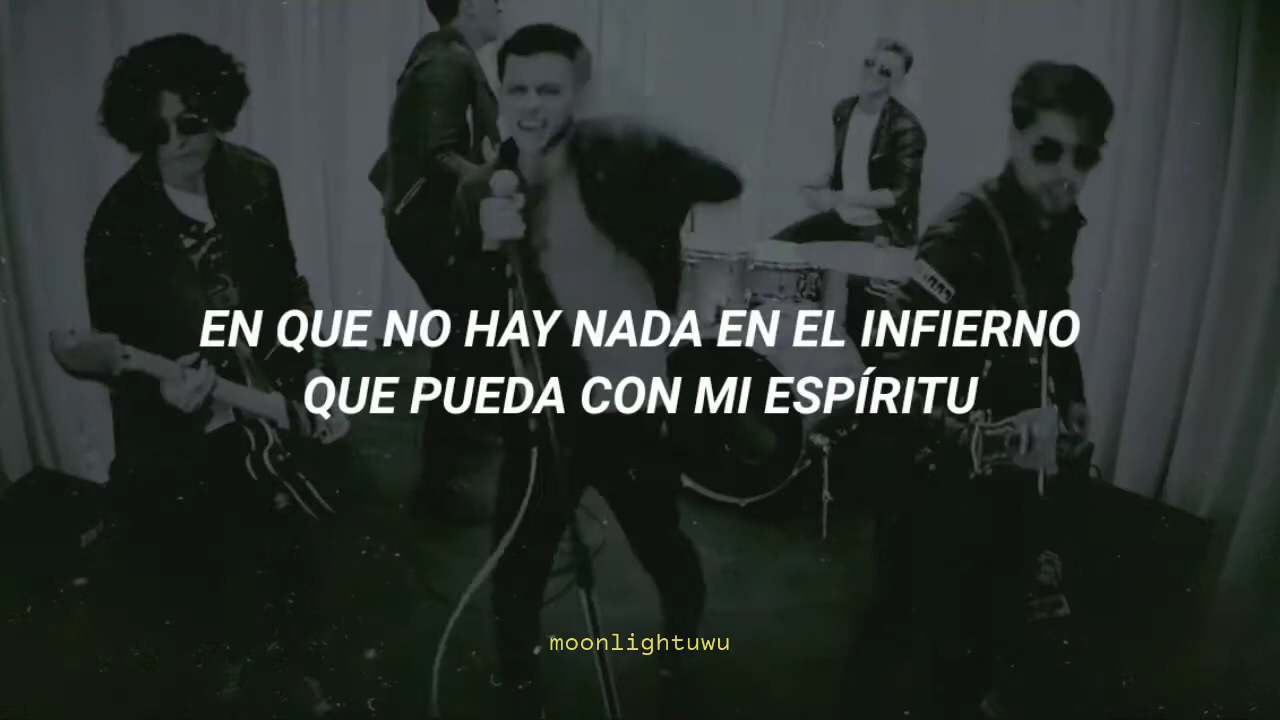 EN QUE NO HAY NADA EN EL INFIERNO
QUE PUEDA CON MI ESPÍRITU
moonlightuwu